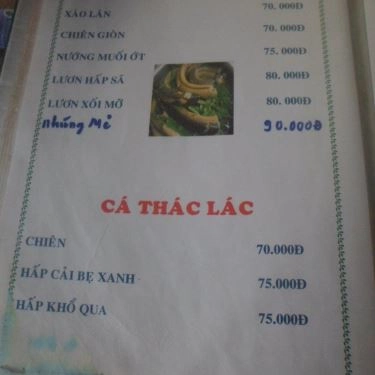 XÀO LĂN 70.000Đ
CHIÊN GIÒN 70.000Đ
NƯỚNG MUỐI ỚT 75.000Đ
LƯƠN HẤP SẢ 80.000Đ
LƯƠN XỐI MỠ 80.000Đ
Nhúng Mẻ 90.000Đ
CÁ THÁC LÁC
CHIÊN 70.000Đ
HẤP CẢI BẸ XANH 75.000Đ
HẤP KHỔ QUA 75.000Đ